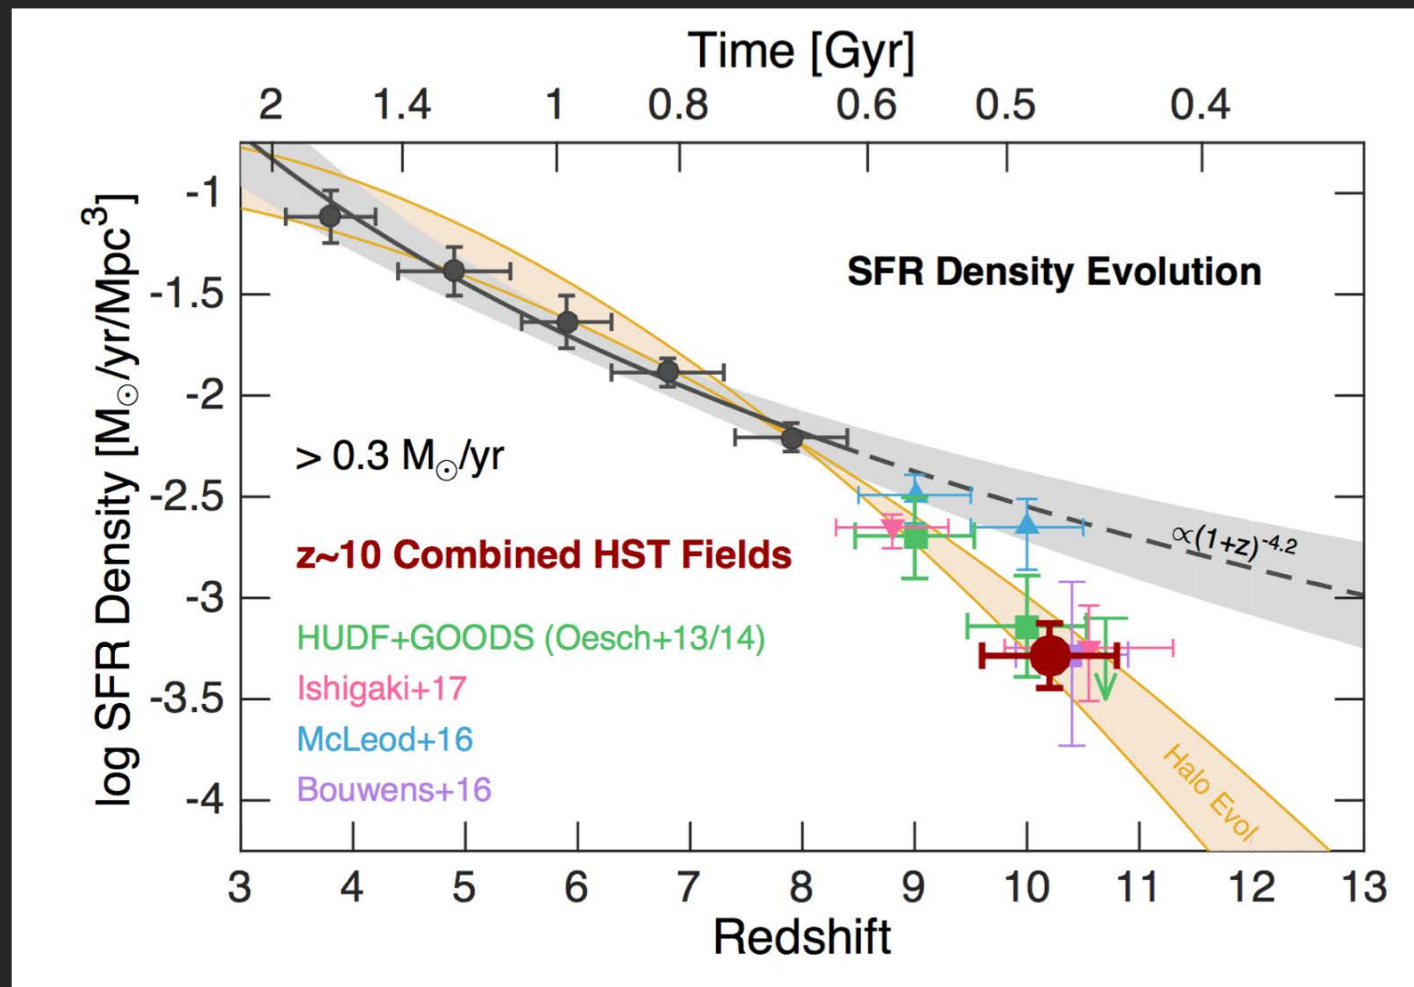 Time [Gyr]
2 1.4 1 0.8 0.6 0.5 0.4
log SFR Density [M☉/yr/Mpc³]
-1
-1.5
-2
-2.5
-3
-3.5
-4
SFR Density Evolution
> 0.3 M☉/yr
z~10 Combined HST Fields
∝(1+z)^-4.2
HUDF+GOODS (Oesch+13/14)
Ishigaki+17
McLeod+16
Bouwens+16
Halo Evol
3 4 5 6 7 8 9 10 11 12 13
Redshift